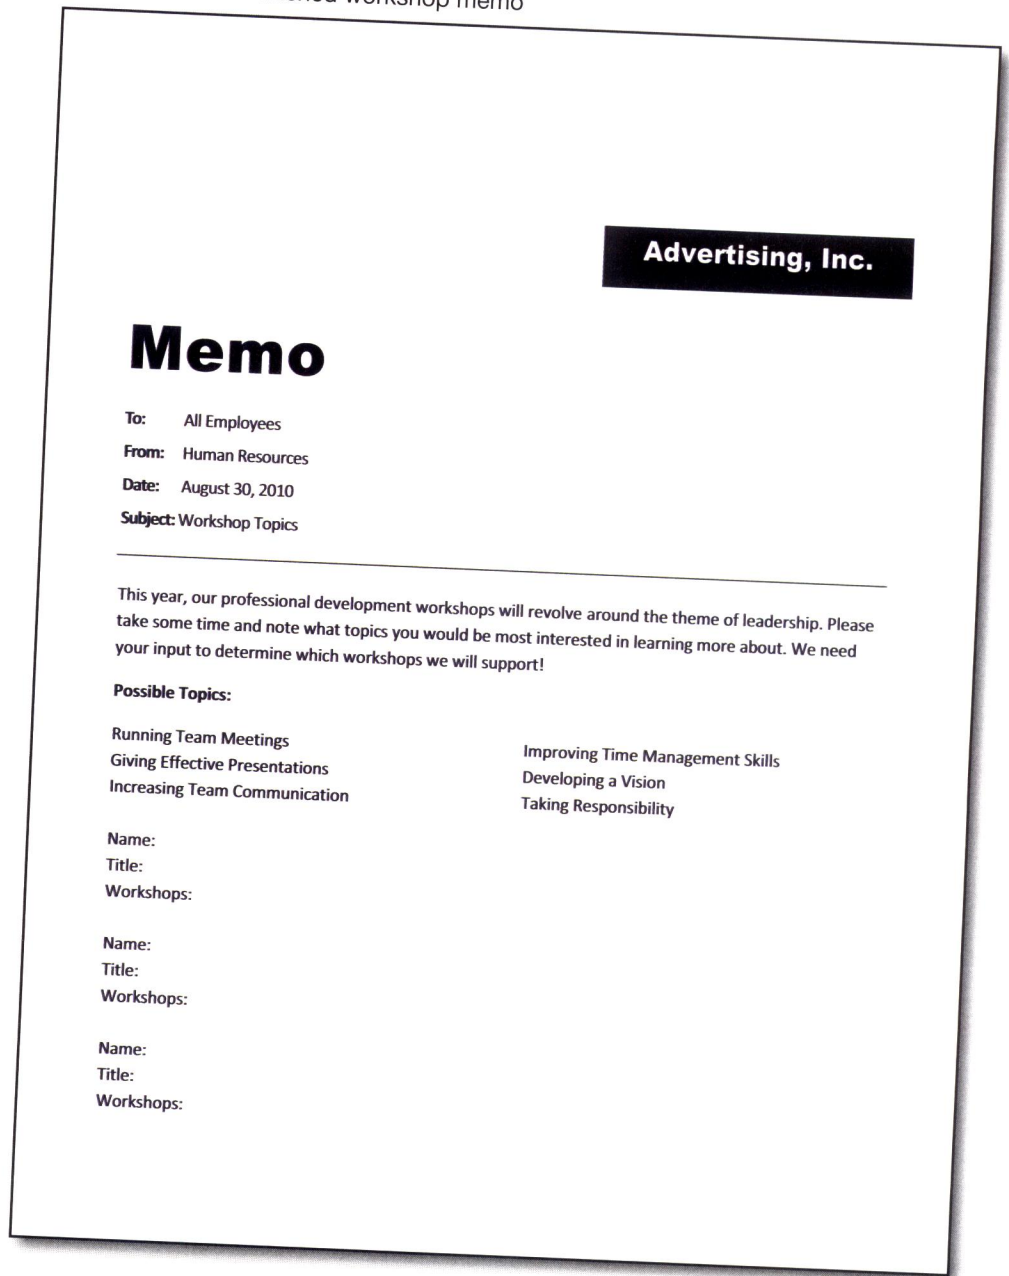 workshop memo
Advertising, Inc.
Memo
To: All Employees
From: Human Resources
Date: August 30, 2010
Subject: Workshop Topics
This year, our professional development workshops will revolve around the theme of leadership. Please
take some time and note what topics you would be most interested in learning more about. We need
your input to determine which workshops we will support!
Possible Topics:
Running Team Meetings
Giving Effective Presentations
Increasing Team Communication
Improving Time Management Skills
Developing a Vision
Taking Responsibility
Name:
Title:
Workshops:
Name:
Title:
Workshops:
Name:
Title:
Workshops: